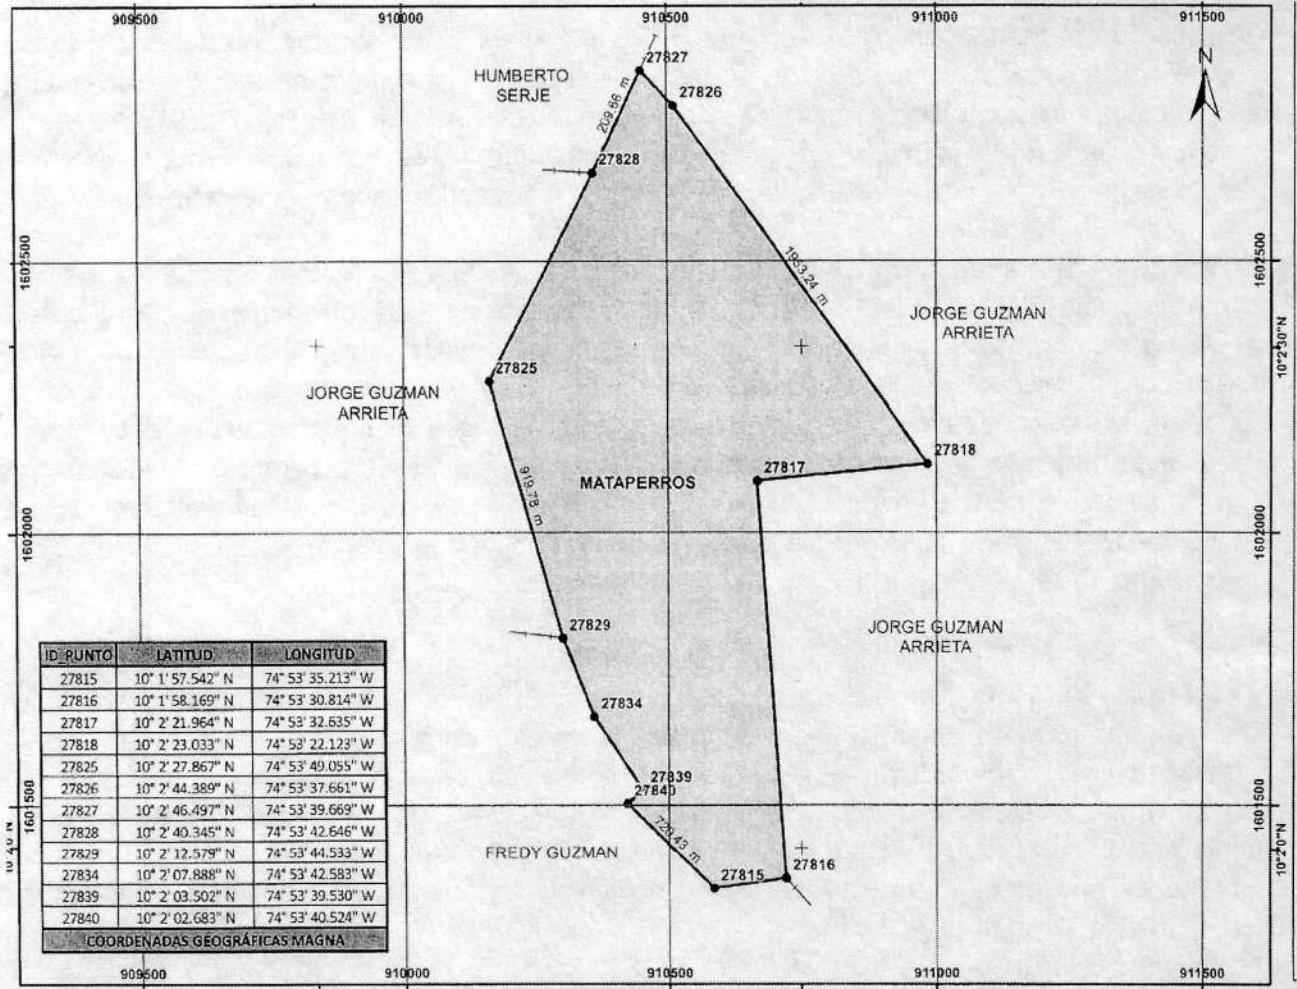 909500 910000 910500 911000 911500
N
27827
HUMBERTO
SERJE
27826
209.66 m
27828
1602500
1602500
1953.24 m
JORGE GUZMAN
ARRIETA
10°2'30"N
27825
JORGE GUZMAN
ARRIETA
27818
27817
919.78 m
MATAPERROS
1602000
1602000
27829
JORGE GUZMAN
ARRIETA
27834
27839
27840
1601500
1601500
729.43 m
FREDY GUZMAN
27816
27815
10°2'0"N
ID_PUNTO LATITUD LONGITUD
27815 10° 1' 57.542" N 74° 53' 35.213" W
27816 10° 1' 58.169" N 74° 53' 30.814" W
27817 10° 2' 21.964" N 74° 53' 32.635" W
27818 10° 2' 23.033" N 74° 53' 22.123" W
27825 10° 2' 27.867" N 74° 53' 49.055" W
27826 10° 2' 44.389" N 74° 53' 37.661" W
27827 10° 2' 46.497" N 74° 53' 39.669" W
27828 10° 2' 40.345" N 74° 53' 42.646" W
27829 10° 2' 12.579" N 74° 53' 44.533" W
27834 10° 2' 07.888" N 74° 53' 42.583" W
27839 10° 2' 03.502" N 74° 53' 39.530" W
27840 10° 2' 02.683" N 74° 53' 40.524" W
COORDENADAS GEOGRÁFICAS MAGNA
909500 910000 910500 911000 911500